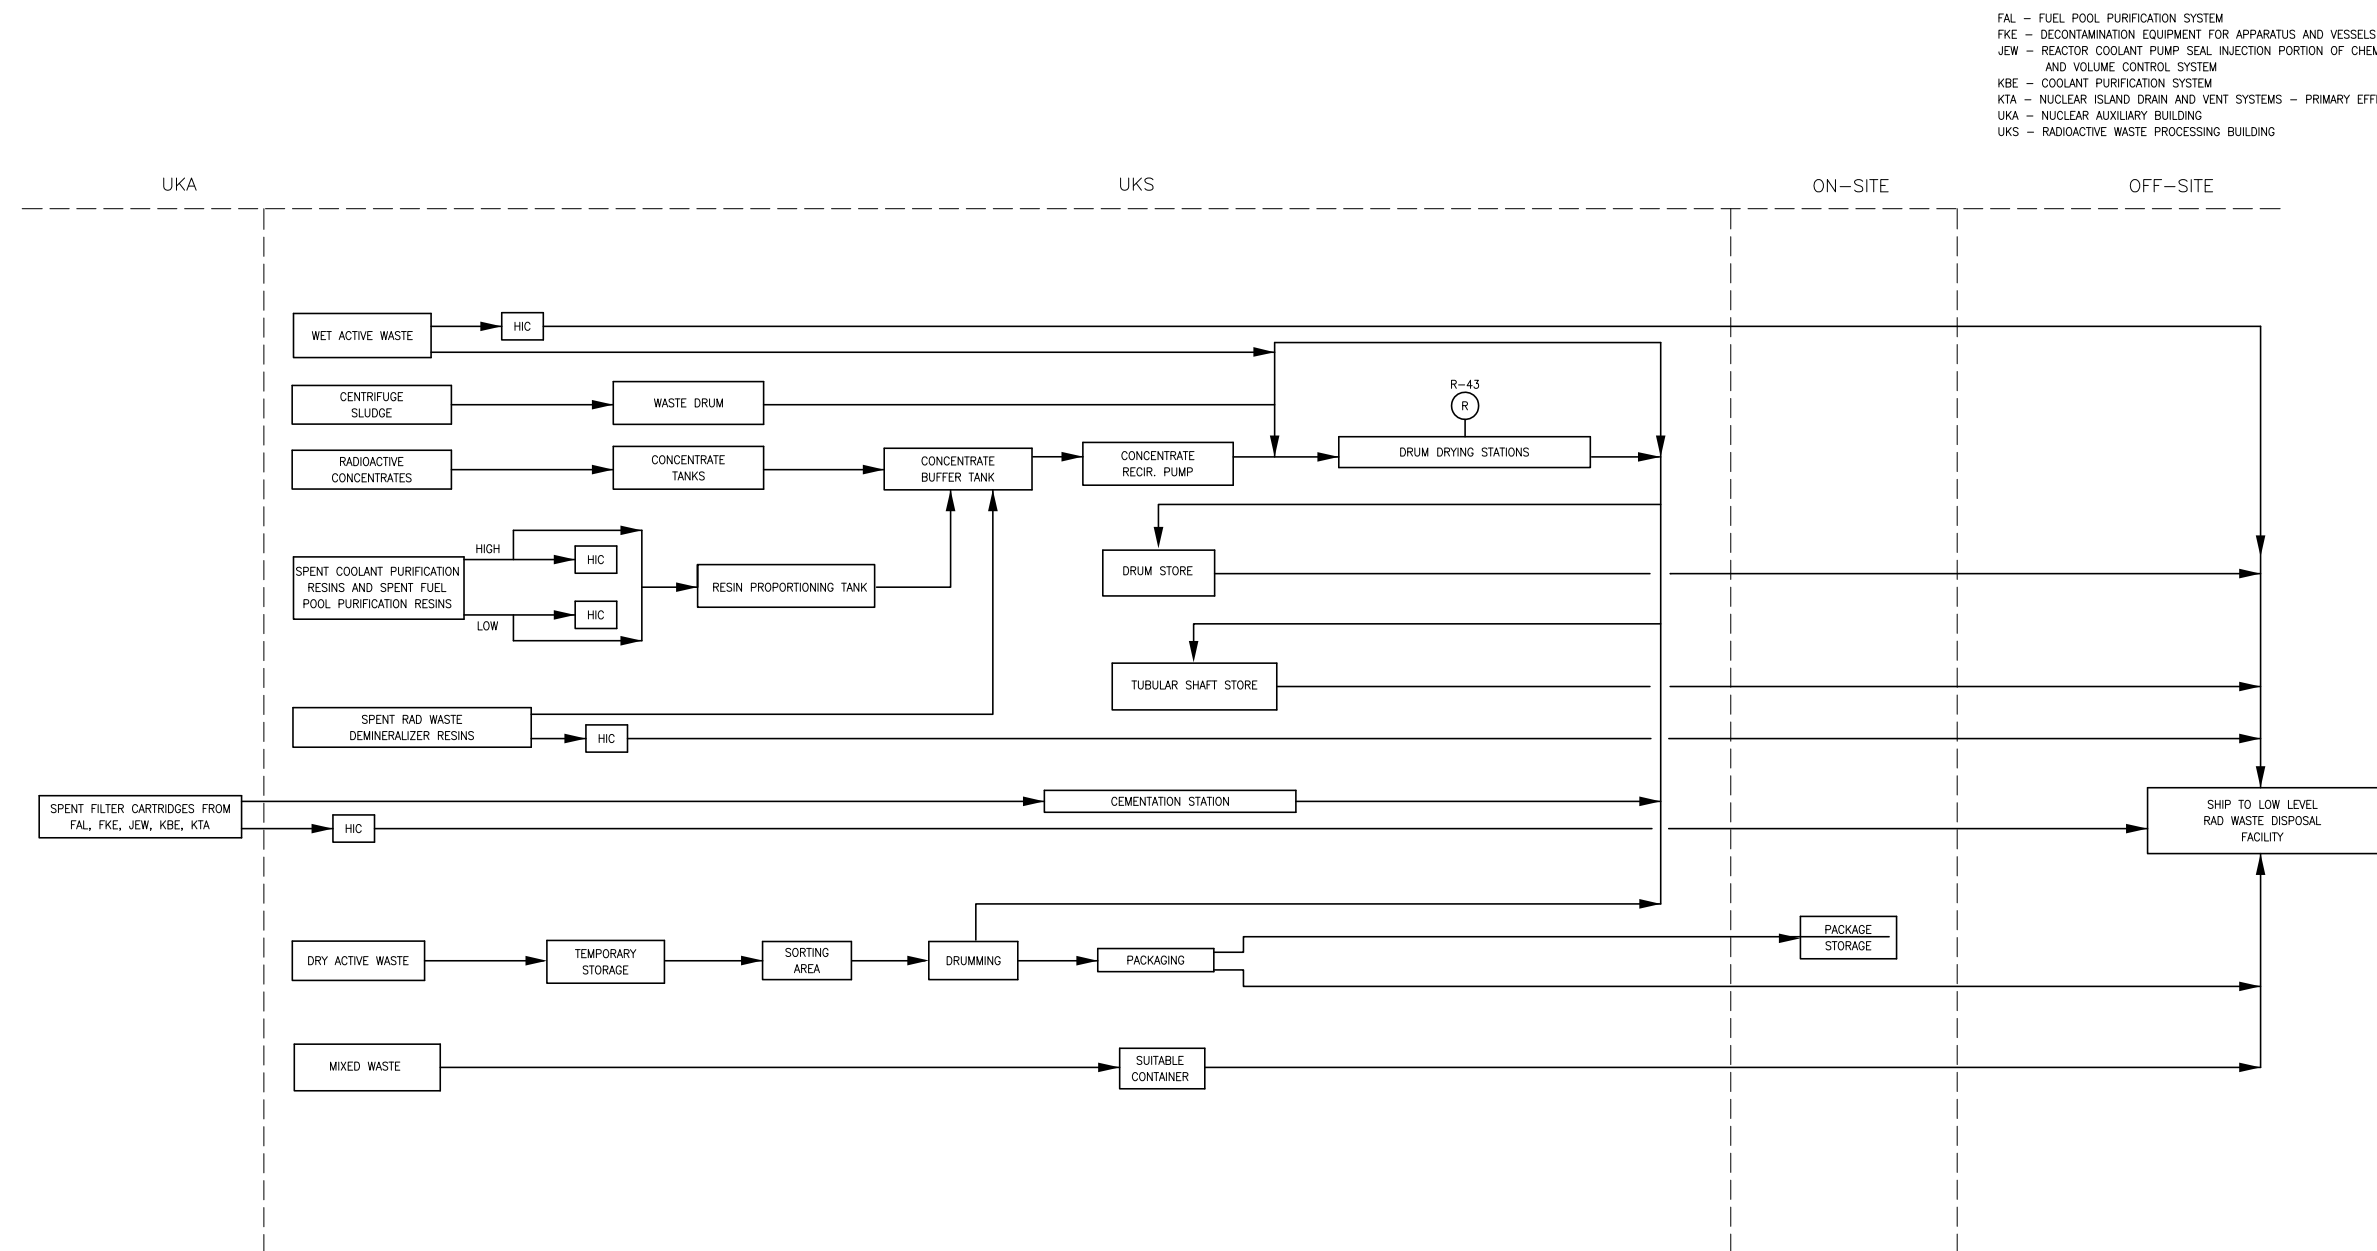 FAL – FUEL POOL PURIFICATION SYSTEM
FKE – DECONTAMINATION EQUIPMENT FOR APPARATUS AND VESSELS
JEW – REACTOR COOLANT PUMP SEAL INJECTION PORTION OF
AND VOLUME CONTROL SYSTEM
KBE – COOLANT PURIFICATION SYSTEM
KTA – NUCLEAR ISLAND DRAIN AND VENT SYSTEMS – PRIMARY
UKA – NUCLEAR AUXILIARY BUILDING
UKS – RADIOACTIVE WASTE PROCESSING BUILDING
UKA
UKS
ON–SITE
OFF–SITE
WET ACTIVE WASTE
HIC
CENTRIFUGE
SLUDGE
WASTE DRUM
R–43
R
RADIOACTIVE
CONCENTRATES
CONCENTRATE
TANKS
CONCENTRATE
BUFFER TANK
CONCENTRATE
RECIR. PUMP
DRUM DRYING STATIONS
SPENT COOLANT PURIFICATION
RESINS AND SPENT FUEL
POOL PURIFICATION RESINS
HIGH
HIC
LOW
HIC
RESIN PROPORTIONING TANK
DRUM STORE
TUBULAR SHAFT STORE
SPENT RAD WASTE
DEMINERALIZER RESINS
HIC
SPENT FILTER CARTRIDGES FROM
FAL, FKE, JEW, KBE, KTA
HIC
CEMENTATION STATION
SHIP TO LOW LEVEL
RAD WASTE DISPOSAL
FACILITY
DRY ACTIVE WASTE
TEMPORARY
STORAGE
SORTING
AREA
DRUMMING
PACKAGING
PACKAGE
STORAGE
MIXED WASTE
SUITABLE
CONTAINER